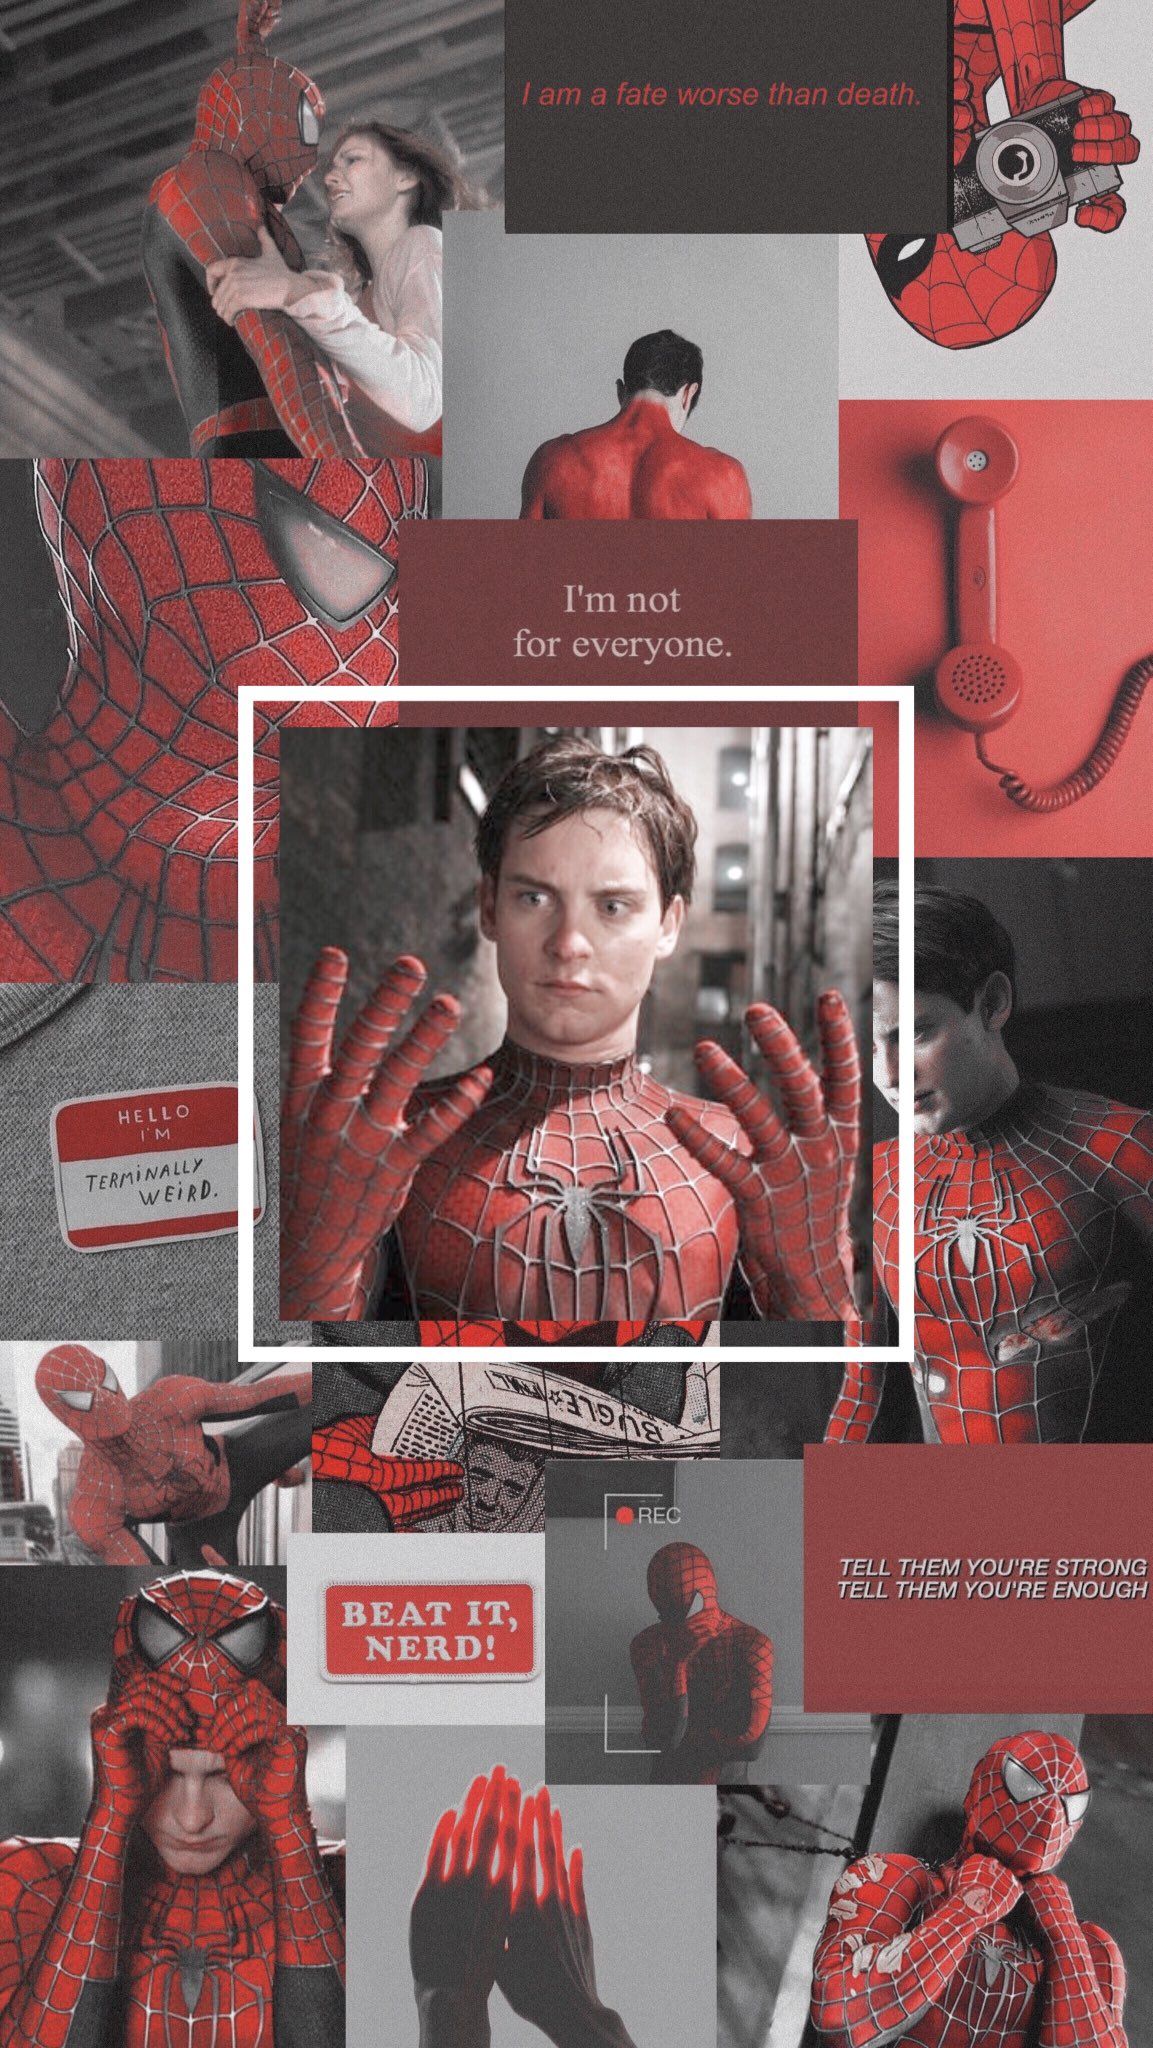 I am a fate worse than death.
I'm not
for everyone.
HELLO
I'M
TERMINALLY
WEIRD.
BUGLE
REC
TELL THEM YOU'RE STRONG
TELL THEM YOU'RE ENOUGH
BEAT IT,
NERD!